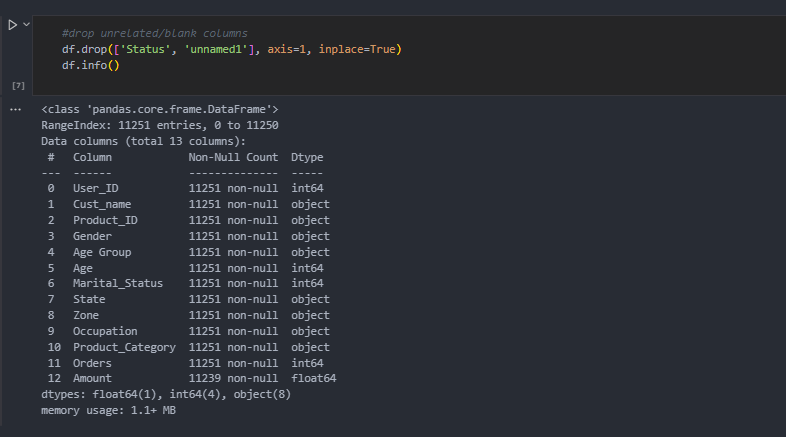 #drop unrelated/blank columns
df.drop(['Status', 'unnamed1'], axis=1, inplace=True)
df.info()
[7]
...
<class 'pandas.core.frame.DataFrame'>
RangeIndex: 11251 entries, 0 to 11250
Data columns (total 13 columns):
 #   Column            Non-Null Count  Dtype
---  ------            --------------  -----
 0   User_ID           11251 non-null  int64
 1   Cust_name         11251 non-null  object
 2   Product_ID        11251 non-null  object
 3   Gender            11251 non-null  object
 4   Age Group         11251 non-null  object
 5   Age               11251 non-null  int64
 6   Marital_Status    11251 non-null  int64
 7   State             11251 non-null  object
 8   Zone              11251 non-null  object
 9   Occupation        11251 non-null  object
 10  Product_Category  11251 non-null  object
 11  Orders            11251 non-null  int64
 12  Amount            11239 non-null  float64
dtypes: float64(1), int64(4), object(8)
memory usage: 1.1+ MB